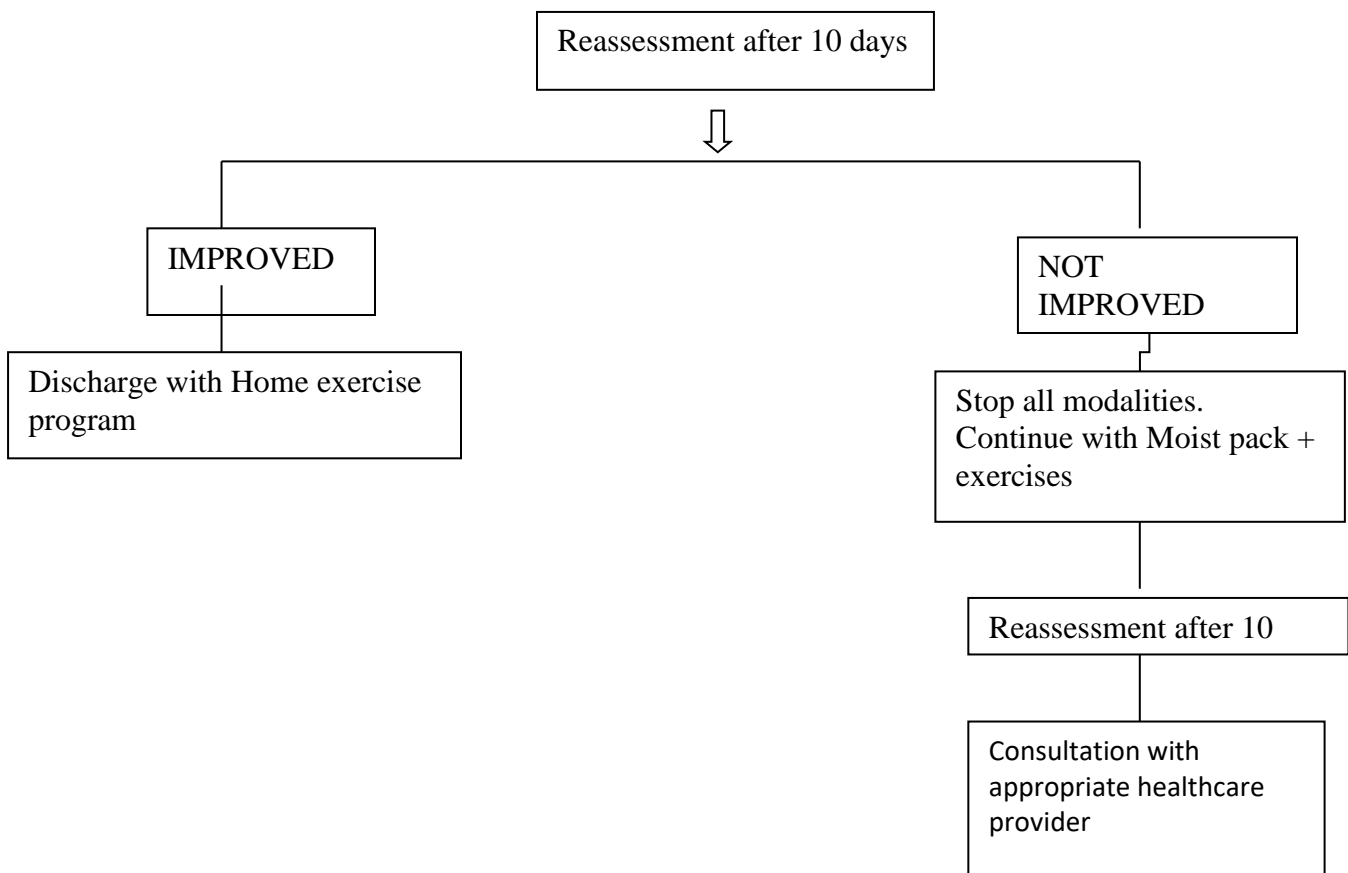 Reassessment after 10 days
IMPROVED
NOT
IMPROVED
Discharge with Home exercise
program
Stop all modalities.
Continue with Moist pack +
exercises
Reassessment after 10
Consultation with
appropriate healthcare
provider